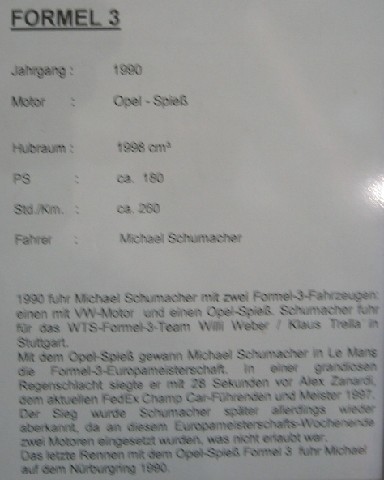 FORMEL 3
Jahrgang : 1990
Motor : Opel - Spieß
Hubraum : 1998 cm³
PS : ca. 180
Std./Km. : ca. 260
Fahrer : Michael Schumacher
1990 fuhr Michael Schumacher mit zwei Formel-3-Fahrzeugen:
einen mit VW-Motor und einen Opel-Spieß. Schumacher fuhr
für das WTS-Formel-3-Team Willi Weber / Klaus Trella in
Stuttgart.
Mit dem Opel-Spieß gewann Michael Schumacher in Le Mans
die Formel-3-Europameisterschaft. In einer grandiosen
Regenschlacht siegte er mit 28 Sekunden vor Alex Zanardi,
dem aktuellen FedEx Champ Car-Führenden und Meister 1997.
Der Sieg wurde Schumacher später allerdings wieder
aberkannt, da an diesem Europameisterschafts-Wochenende
zwei Motoren eingesetzt wurden, was nicht erlaubt war.
Das letzte Rennen mit dem Opel-Spieß Formel 3 fuhr Michael
auf dem Nürburgring 1990.